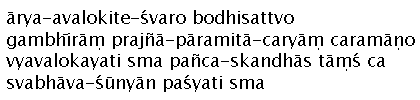 ārya-avalokite-śvaro bodhisattvo
gambhīrāṃ prajñā-pāramitā-caryāṃ caramāṇo
vyavalokayati sma pañca-skandhās tāṃś ca
svabhāva-śūnyān paśyati sma